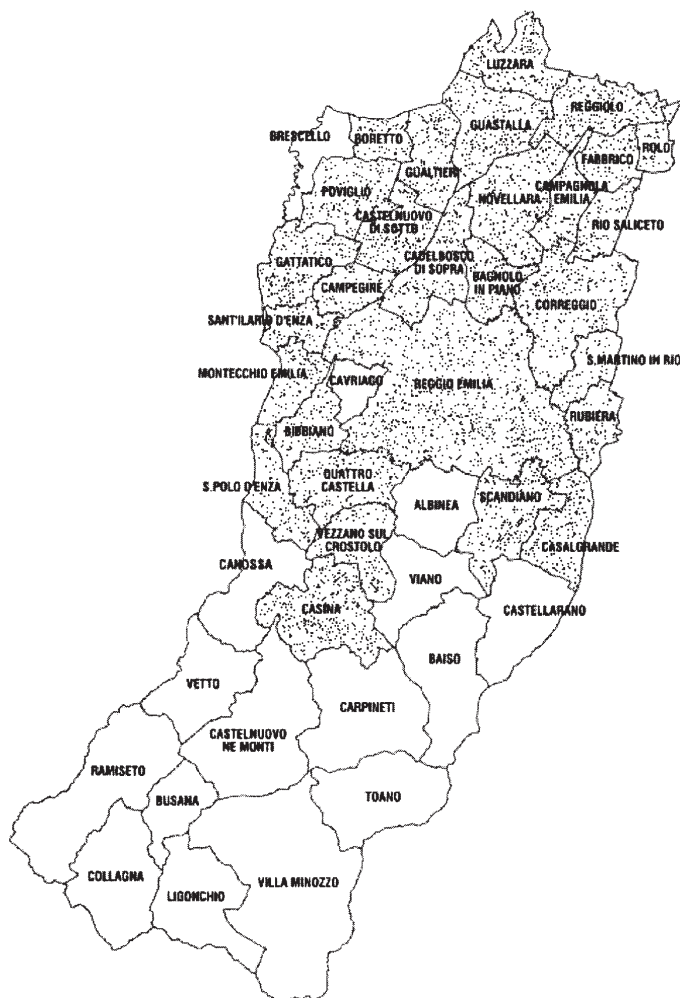 LUZZARA
REGGIOLO
GUASTALLA
BRESCELLO
BORETTO
ROLO
FABBRICO
GUALTIERI
POVIGLIO
NOVELLARA
CAMPAGNOLA
EMILIA
CASTELNUOVO
DI SOTTO
RIO SALICETO
CADELBOSCO
DI SOPRA
GATTATICO
BAGNOLO
IN PIANO
CAMPEGINE
CORREGGIO
SANT'ILARIO D'ENZA
S.MARTINO IN RIO
MONTECCHIO EMILIA
CAVRIAGO
REGGIO EMILIA
RUBIERA
BIBBIANO
QUATTRO
CASTELLA
S.POLO D'ENZA
SCANDIANO
ALBINEA
VEZZANO SUL
CROSTOLO
CASALGRANDE
CANOSSA
VIANO
CASINA
CASTELLARANO
BAISO
VETTO
CARPINETI
CASTELNUOVO
NE MONTI
RAMISETO
BUSANA
TOANO
COLLAGNA
VILLA MINOZZO
LIGONCHIO